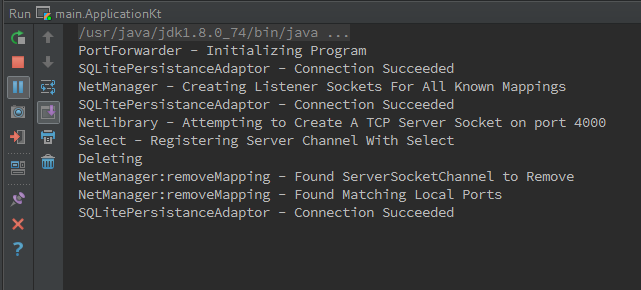 Run main.ApplicationKt
/usr/java/jdk1.8.0_74/bin/java ...
PortForwarder - Initializing Program
SQLitePersistanceAdaptor - Connection Succeeded
NetManager - Creating Listener Sockets For All Known Mappings
SQLitePersistanceAdaptor - Connection Succeeded
NetLibrary - Attempting to Create A TCP Server Socket on port 4000
Select - Registering Server Channel With Select
Deleting
NetManager:removeMapping - Found ServerSocketChannel to Remove
NetManager:removeMapping - Found Matching Local Ports
SQLitePersistanceAdaptor - Connection Succeeded